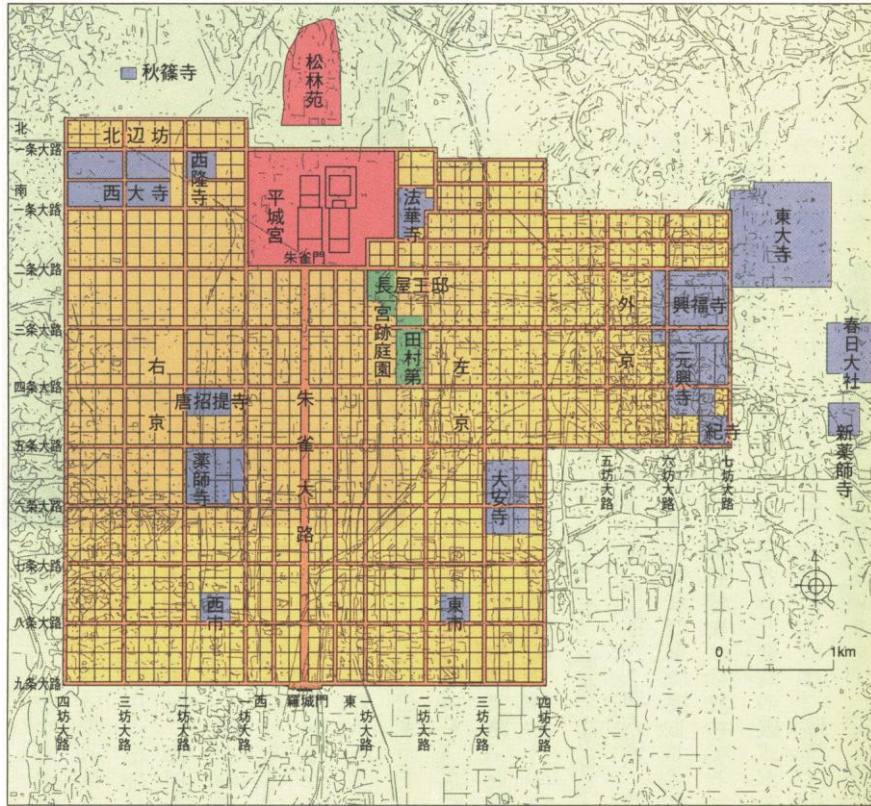 松林苑
秋篠寺
北辺坊
北
一条大路
南
一条大路
西隆寺
西大寺
平城宮
法華寺
東大寺
朱雀門
二条大路
長屋王邸
外
興福寺
宮跡庭園
三条大路
田村第
元興寺
春日大社
右
左
京
四条大路
唐招提寺
朱
京
京
紀寺
新薬師寺
雀
五条大路
薬師寺
大
大安寺
五坊大路
六坊大路
七坊大路
六条大路
路
七条大路
西市
東市
八条大路
0 1km
九条大路
四坊大路
三坊大路
二坊大路
西
一坊大路
羅城門
東
一坊大路
二坊大路
三坊大路
四坊大路